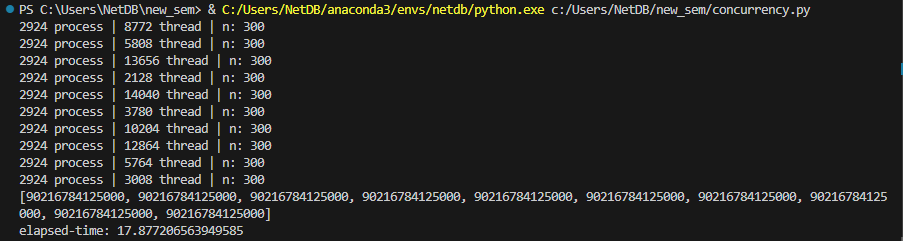 PS C:\Users\NetDB\new_sem> & C:/Users/NetDB/anaconda3/envs/netdb/python.exe c:/Users/NetDB/new_sem/concurrency.py
2924 process | 8772 thread | n: 300
2924 process | 5808 thread | n: 300
2924 process | 13656 thread | n: 300
2924 process | 2128 thread | n: 300
2924 process | 14040 thread | n: 300
2924 process | 3780 thread | n: 300
2924 process | 10204 thread | n: 300
2924 process | 12864 thread | n: 300
2924 process | 5764 thread | n: 300
2924 process | 3008 thread | n: 300
[90216784125000, 90216784125000, 90216784125000, 90216784125000, 90216784125000, 90216784125000, 90216784125000, 90216784125
000, 90216784125000, 90216784125000]
elapsed-time: 17.877206563949585